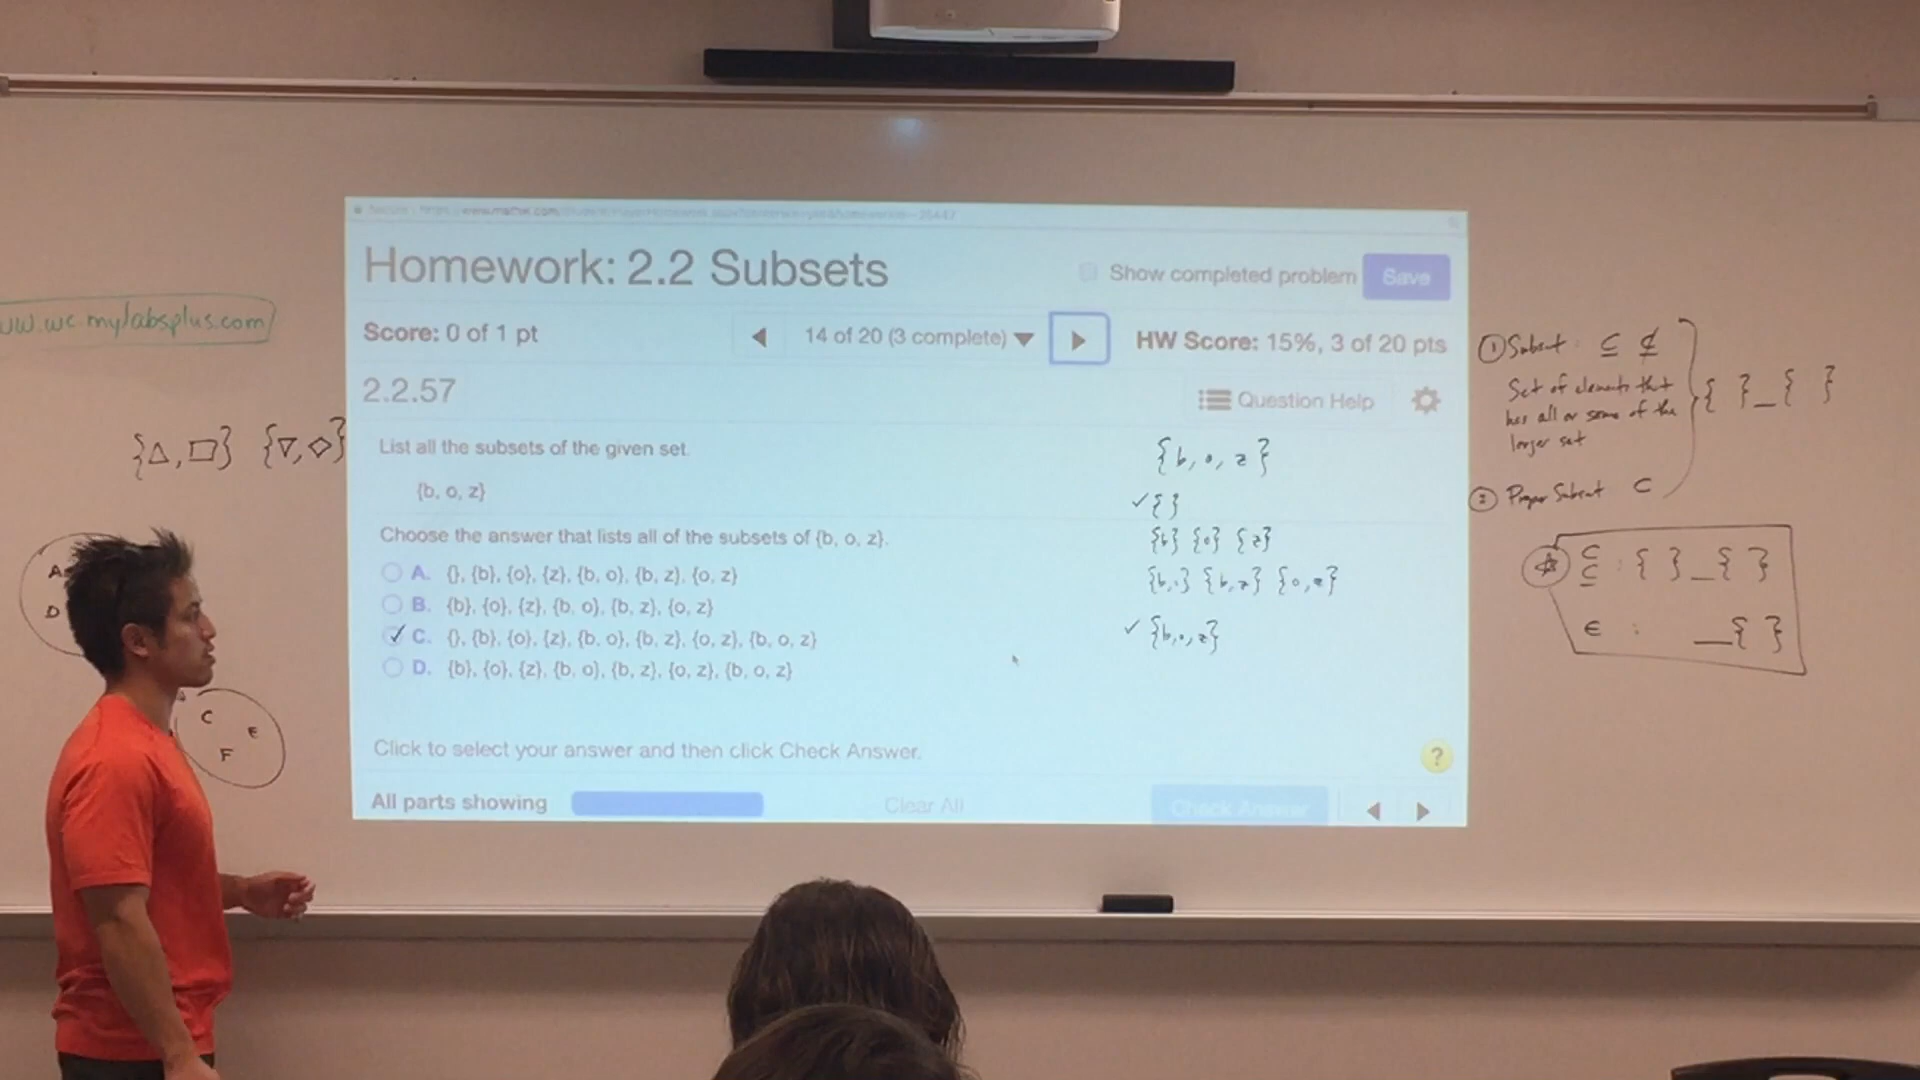 Homework: 2.2 Subsets
Show completed problem
Save
Score: 0 of 1 pt
14 of 20 (3 complete)
HW Score: 15%, 3 of 20 pts
2.2.57
Question Help
List all the subsets of the given set.
{b, o, z}
Choose the answer that lists all of the subsets of {b, o, z}.
A. {}, {b}, {o}, {z}, {b, o}, {b, z}, {o, z}
B. {b}, {o}, {z}, {b, o}, {b, z}, {o, z}
✓ C. {}, {b}, {o}, {z}, {b, o}, {b, z}, {o, z}, {b, o, z}
D. {b}, {o}, {z}, {b, o}, {b, z}, {o, z}, {b, o, z}
Click to select your answer and then click Check Answer.
?
All parts showing
Clear All
Check Answer
{b, o, z}
✓ { }
{b} {o} {z}
{b,o} {b,z} {o,z}
✓ {b,o,z}
.wc.mylabsplus.com
{△, □} {▽, ◇}
A
D
C
E
F
① Subset : ⊆ ⊄
Set of elements that
has all or some of the
larger set
{ } _ { }
② Proper Subset ⊂
⊂
⊆ : { } _ { }
∈ : _ { }